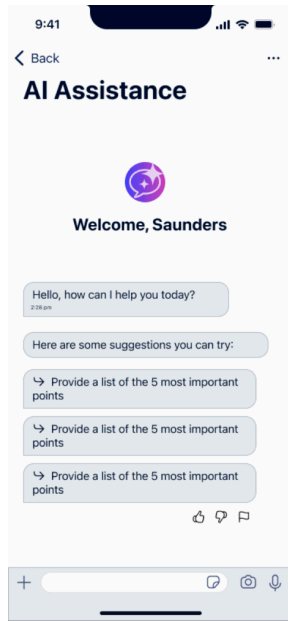 9:41
Back
AI Assistance
Welcome, Saunders
Hello, how can I help you today?
2:28 pm
Here are some suggestions you can try:
Provide a list of the 5 most important
points
Provide a list of the 5 most important
points
Provide a list of the 5 most important
points